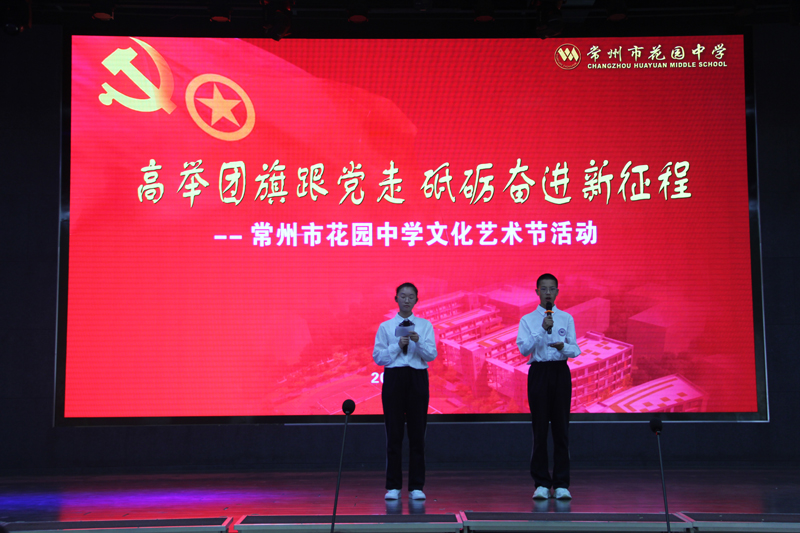 常州市花园中学
CHANGZHOU HUAYUAN MIDDLE SCHOOL
高举团旗跟党走 砥砺奋进新征程
-- 常州市花园中学文化艺术节活动